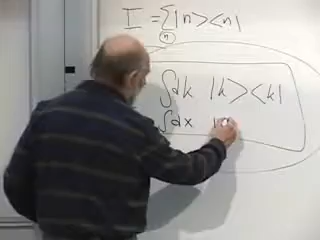 I = ∑ |n><n|
n
∫dk |k><k|
∫dx |